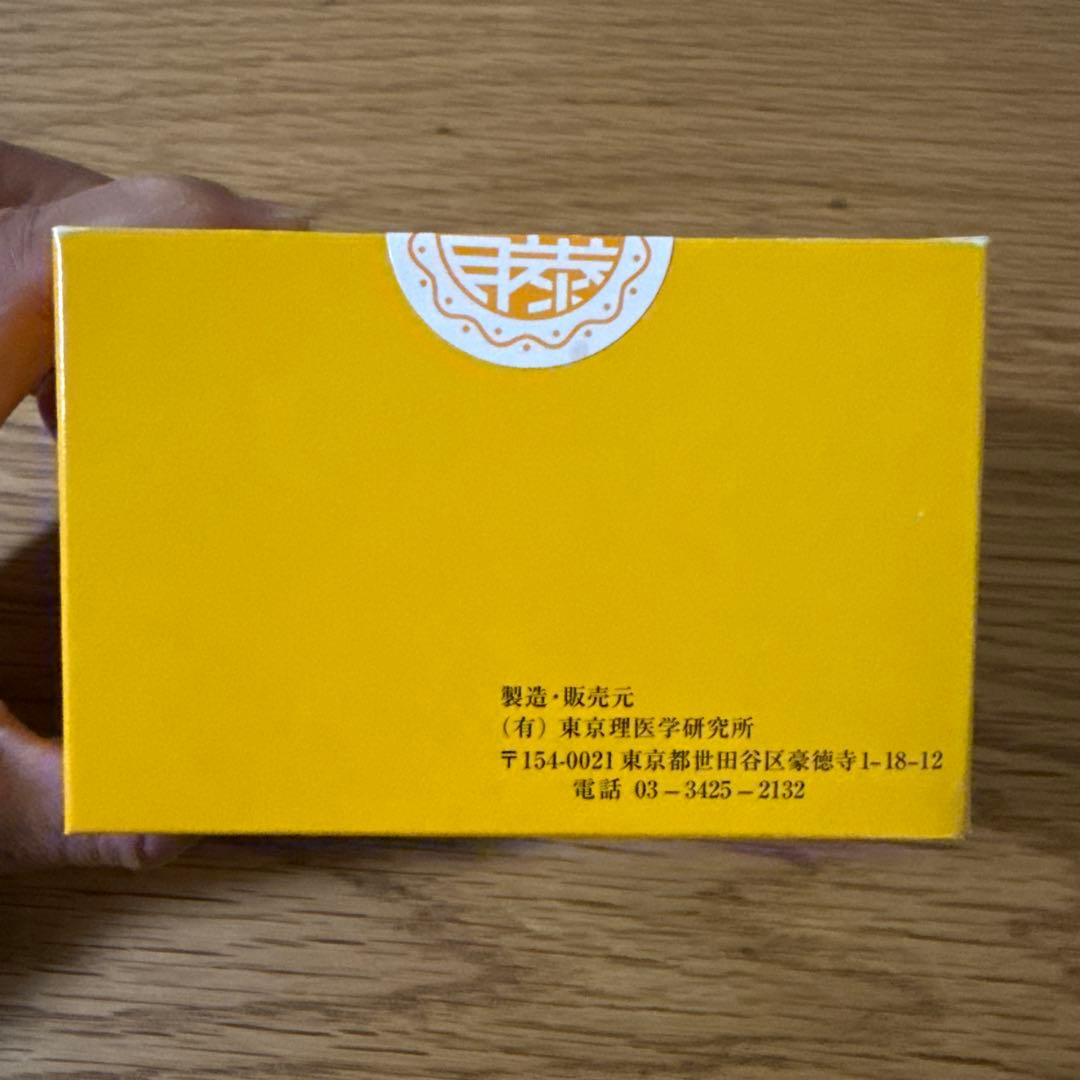 製造・販売元
（有）東京理医学研究所
〒154-0021 東京都世田谷区豪徳寺1-18-12
電話 03－3425－2132